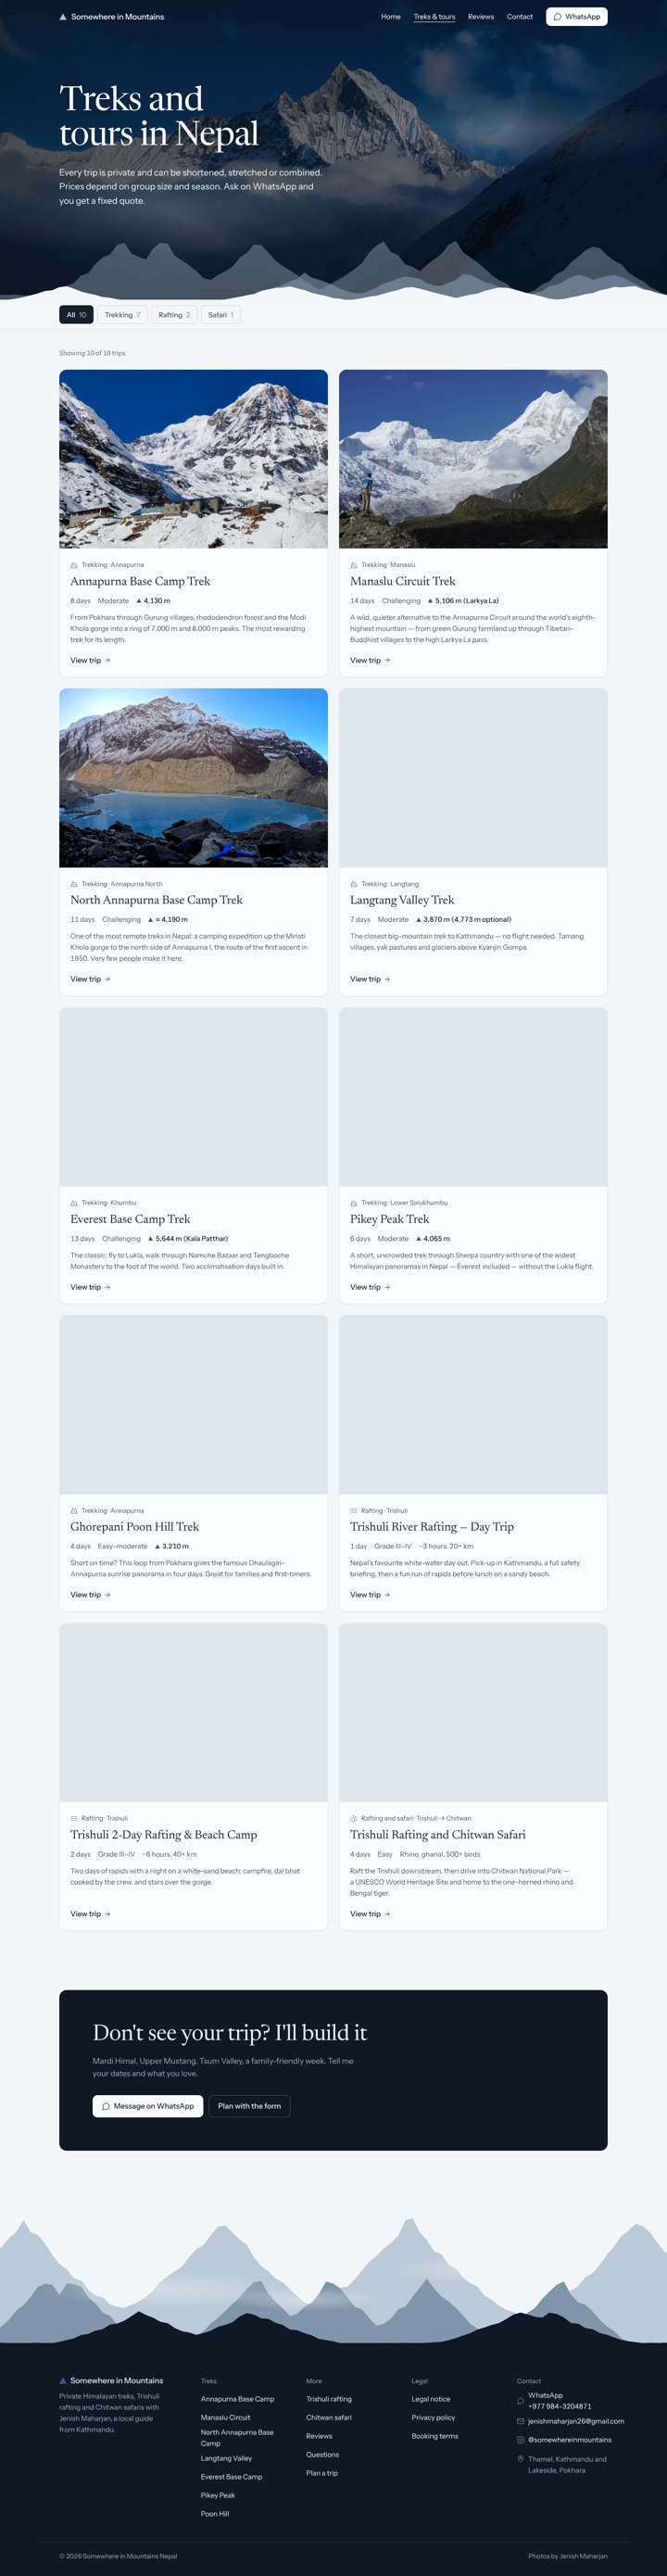 Somewhere in Mountains
Home
Treks & tours
Reviews
Contact
WhatsApp
Treks and
tours in Nepal
Every trip is private and can be shortened, stretched or combined.
Prices depend on group size and season. Ask on WhatsApp and
you get a fixed quote.
All 10
Trekking 7
Rafting 2
Safari 1
Showing 10 of 10 trips
Trekking · Annapurna
Annapurna Base Camp Trek
8 days Moderate ▲ 4,130 m
From Pokhara through Gurung villages, rhododendron forest and the Modi
Khola gorge into a ring of 7,000 m and 8,000 m peaks. The most rewarding
trek for its length.
View trip →
Trekking · Manaslu
Manaslu Circuit Trek
14 days Challenging ▲ 5,106 m (Larkya La)
A wild, quieter alternative to the Annapurna Circuit around the world's eighth-
highest mountain — from green Gurung farmland up through Tibetan-
Buddhist villages to the high Larkya La pass.
View trip →
Trekking · Annapurna North
North Annapurna Base Camp Trek
11 days Challenging ▲ ≈ 4,190 m
One of the most remote treks in Nepal: a camping expedition up the Miristi
Khola gorge to the north side of Annapurna I, the route of the first ascent in
1950. Very few people make it here.
View trip →
Trekking · Langtang
Langtang Valley Trek
7 days Moderate ▲ 3,870 m (4,773 m optional)
The closest big-mountain trek to Kathmandu — no flight needed. Tamang
villages, yak pastures and glaciers above Kyanjin Gompa.
View trip →
Trekking · Khumbu
Everest Base Camp Trek
13 days Challenging ▲ 5,644 m (Kala Patthar)
The classic: fly to Lukla, walk through Namche Bazaar and Tengboche
Monastery to the foot of the world. Two acclimatisation days built in.
View trip →
Trekking · Lower Solukhumbu
Pikey Peak Trek
6 days Moderate ▲ 4,065 m
A short, uncrowded trek through Sherpa country with one of the widest
Himalayan panoramas in Nepal — Everest included — without the Lukla flight.
View trip →
Trekking · Annapurna
Ghorepani Poon Hill Trek
4 days Easy–moderate ▲ 3,210 m
Short on time? This loop from Pokhara gives the famous Dhaulagiri-
Annapurna sunrise panorama in four days. Great for families and first-timers.
View trip →
Rafting · Trishuli
Trishuli River Rafting — Day Trip
1 day Grade III–IV ~3 hours, 20+ km
Nepal's favourite white-water day out. Pick-up in Kathmandu, a full safety
briefing, then a fun run of rapids before lunch on a sandy beach.
View trip →
Rafting · Trishuli
Trishuli 2-Day Rafting & Beach Camp
2 days Grade III–IV ~6 hours, 40+ km
Two days of rapids with a night on a white-sand beach: campfire, dal bhat
cooked by the crew, and stars over the gorge.
View trip →
Rafting and safari · Trishuli → Chitwan
Trishuli Rafting and Chitwan Safari
4 days Easy Rhino, gharial, 500+ birds
Raft the Trishuli downstream, then drive into Chitwan National Park —
a UNESCO World Heritage Site and home to the one-horned rhino and
Bengal tiger.
View trip →
Don't see your trip? I'll build it
Mardi Himal, Upper Mustang, Tsum Valley, a family-friendly week. Tell me
your dates and what you love.
Message on WhatsApp
Plan with the form
Somewhere in Mountains
Private Himalayan treks, Trishuli
rafting and Chitwan safaris with
Jenish Maharjan, a local guide
from Kathmandu.
Treks
Annapurna Base Camp
Manaslu Circuit
North Annapurna Base
Camp
Langtang Valley
Everest Base Camp
Pikey Peak
Poon Hill
More
Trishuli rafting
Chitwan safari
Reviews
Questions
Plan a trip
Legal
Legal notice
Privacy policy
Booking terms
Contact
WhatsApp
+977 984-3204871
jenishmaharjan26@gmail.com
@somewhereinmountains
Thamel, Kathmandu and
Lakeside, Pokhara
© 2026 Somewhere in Mountains Nepal
Photos by Jenish Maharjan